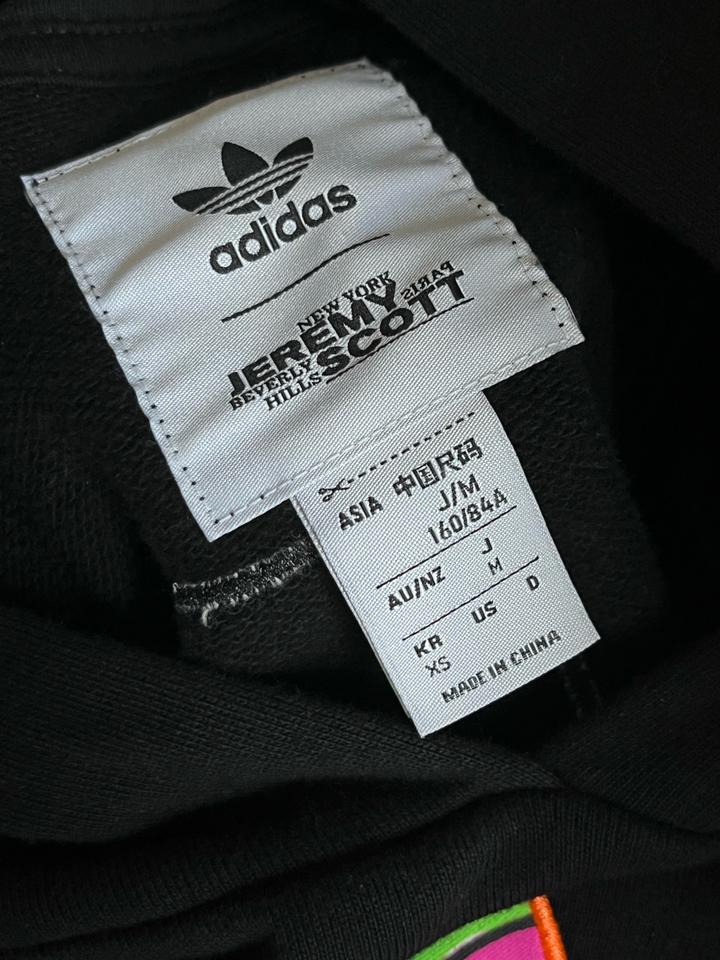 adidas
NEW YORK
JEREMY PARIS
BEVERLY SCOTT
HILLS
ASIA 中国尺码
J/M
160/84A
AU/NZ J
M
KR US D
XS
MADE IN CHINA